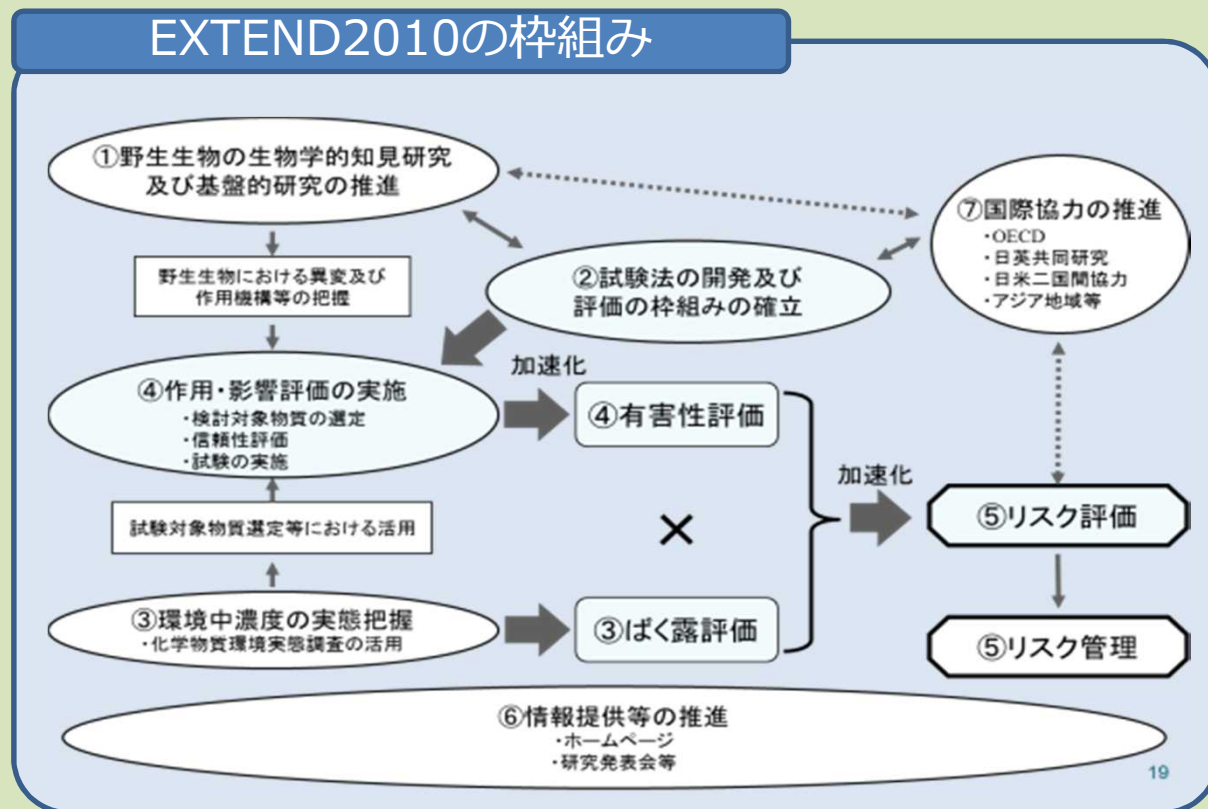 EXTEND2010の枠組み
①野生生物の生物学的知見研究
及び基盤的研究の推進
⑦国際協力の推進
・OECD
・日英共同研究
・日米二国間協力
・アジア地域等
野生生物における異変及び
作用機構等の把握
②試験法の開発及び
評価の枠組みの確立
加速化
④作用・影響評価の実施
・検討対象物質の選定
・信頼性評価
・試験の実施
④有害性評価
加速化
試験対象物質選定等における活用
×
⑤リスク評価
③環境中濃度の実態把握
・化学物質環境実態調査の活用
③ばく露評価
⑤リスク管理
⑥情報提供等の推進
・ホームページ
・研究発表会等
19